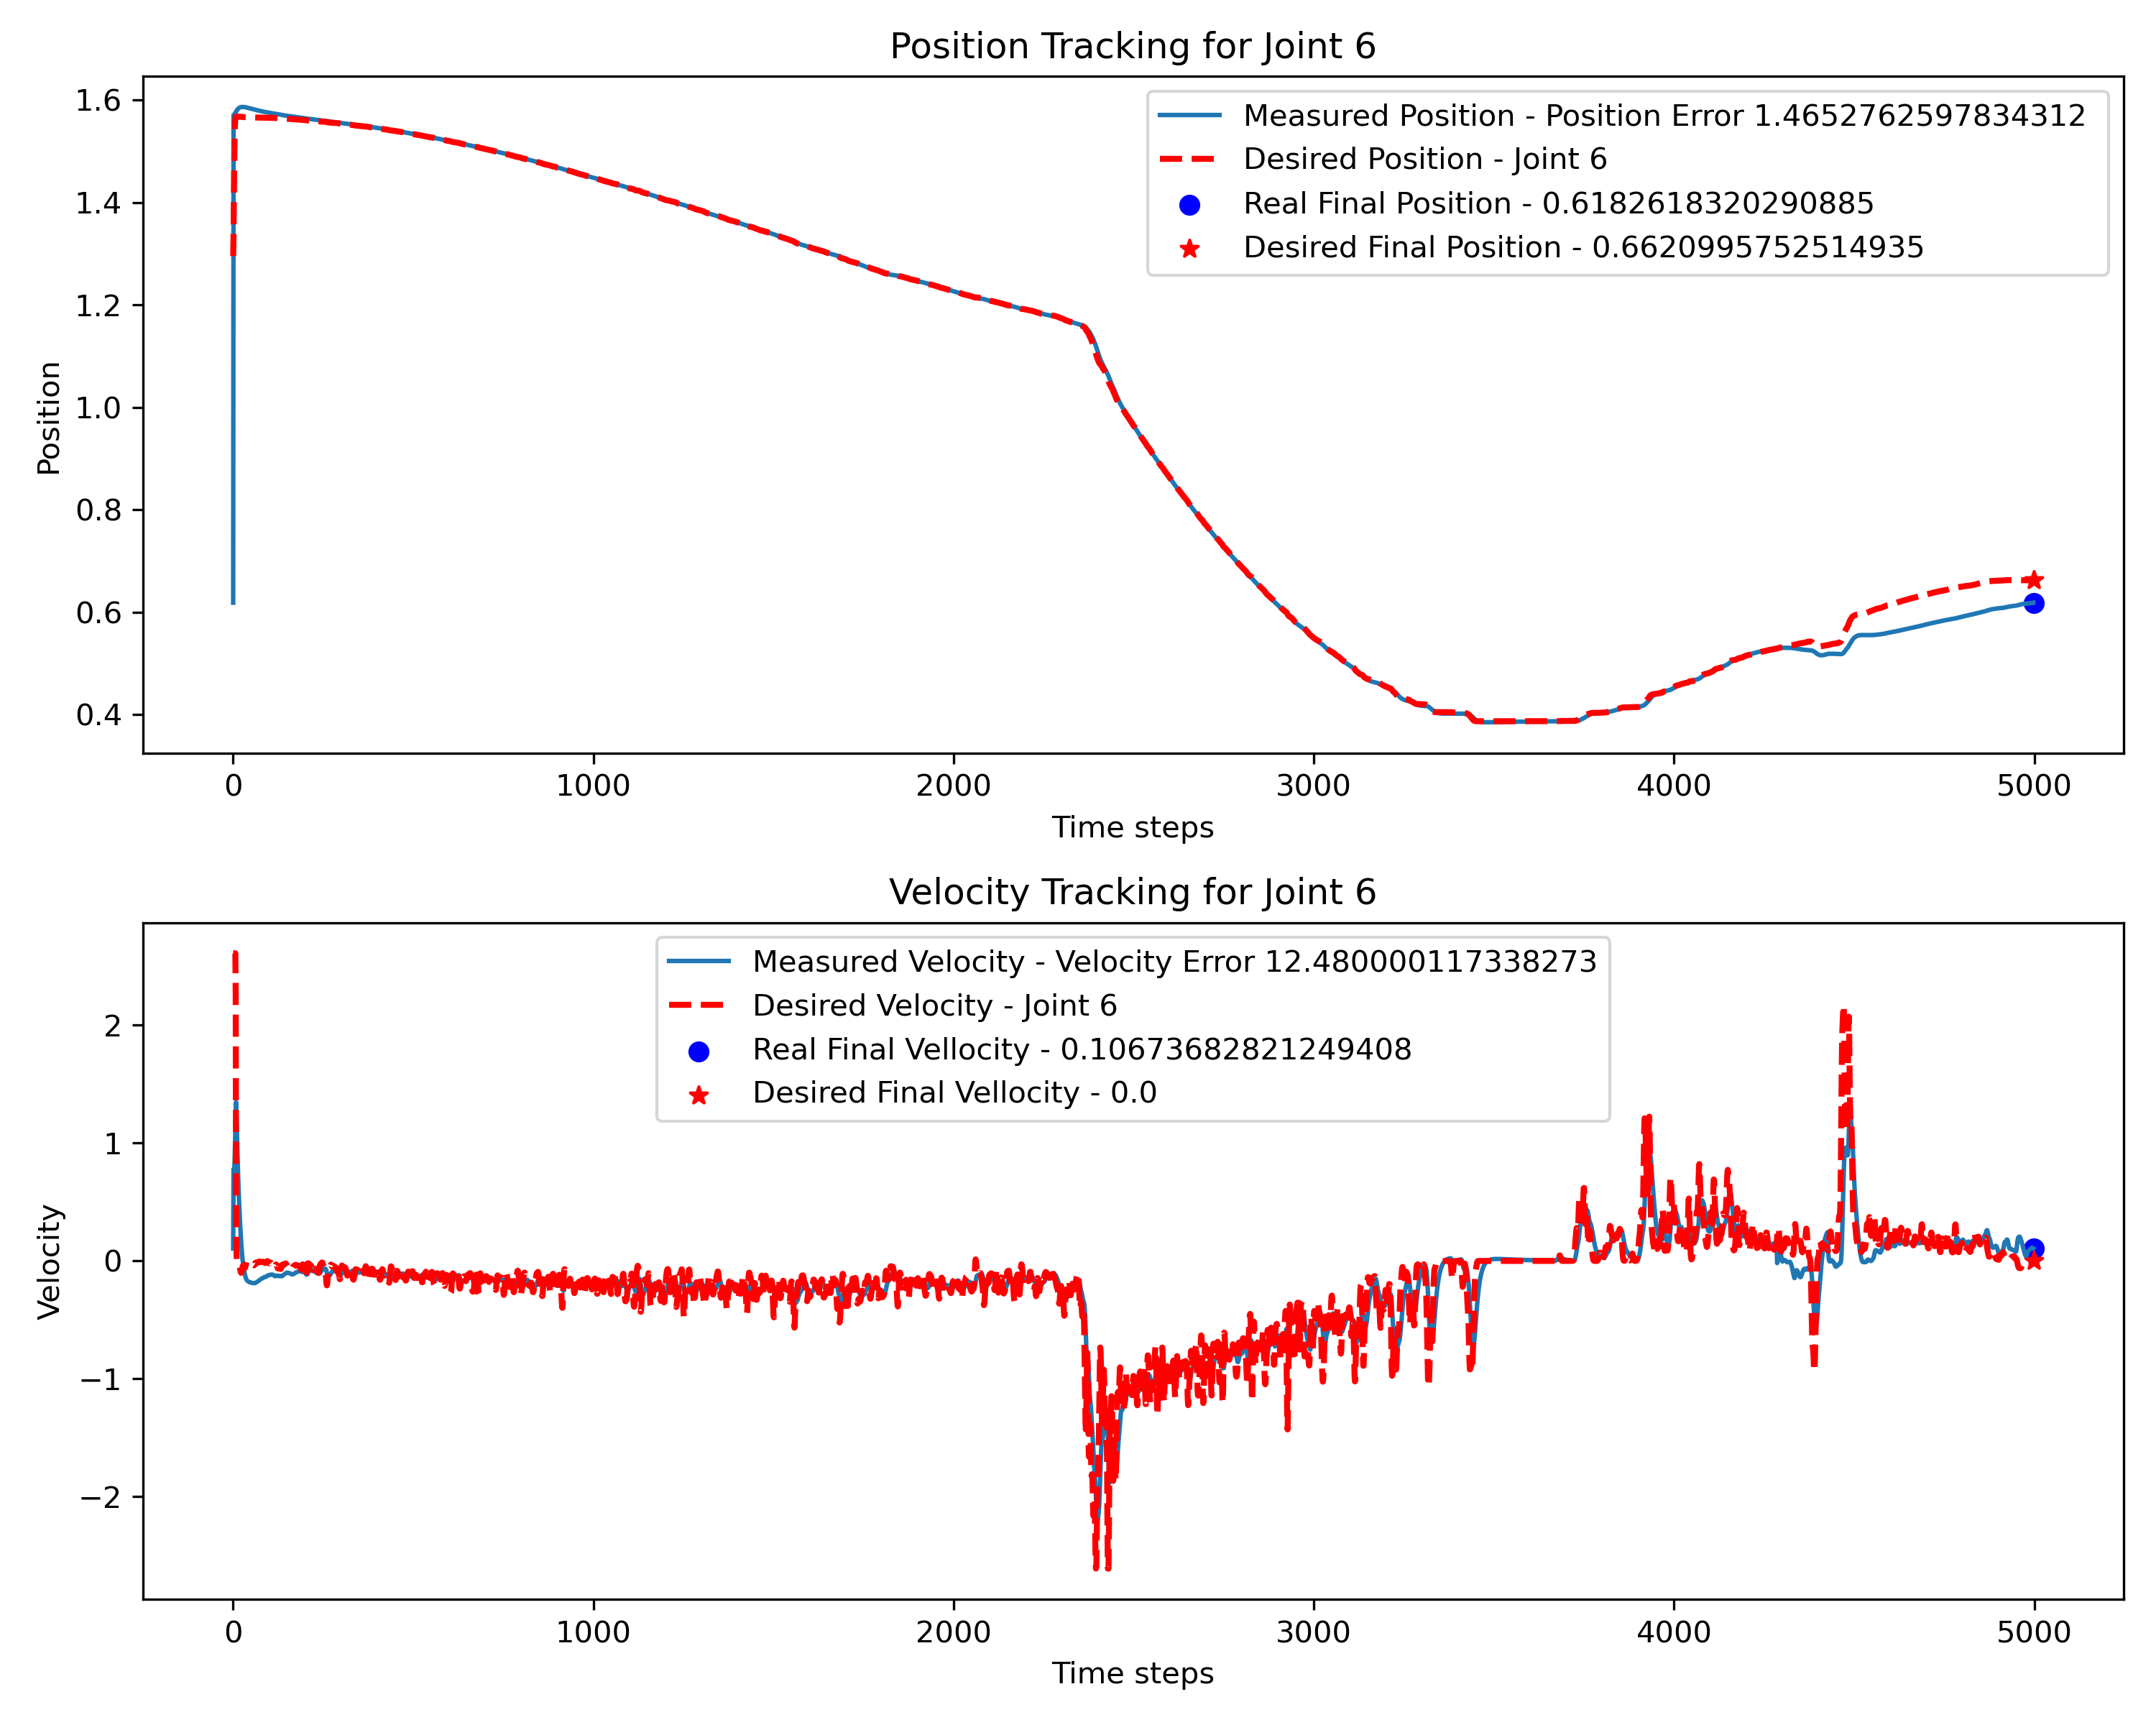 Position Tracking for Joint 6
1.6
1.4
1.2
1.0
0.8
0.6
0.4
Position
Measured Position - Position Error 1.4652762597834312
Desired Position - Joint 6
Real Final Position - 0.6182618320290885
Desired Final Position - 0.6620995752514935
0 1000 2000 3000 4000 5000
Time steps
Velocity Tracking for Joint 6
2
1
0
−1
−2
Velocity
Measured Velocity - Velocity Error 12.480000117338273
Desired Velocity - Joint 6
Real Final Vellocity - 0.10673682821249408
Desired Final Vellocity - 0.0
0 1000 2000 3000 4000 5000
Time steps